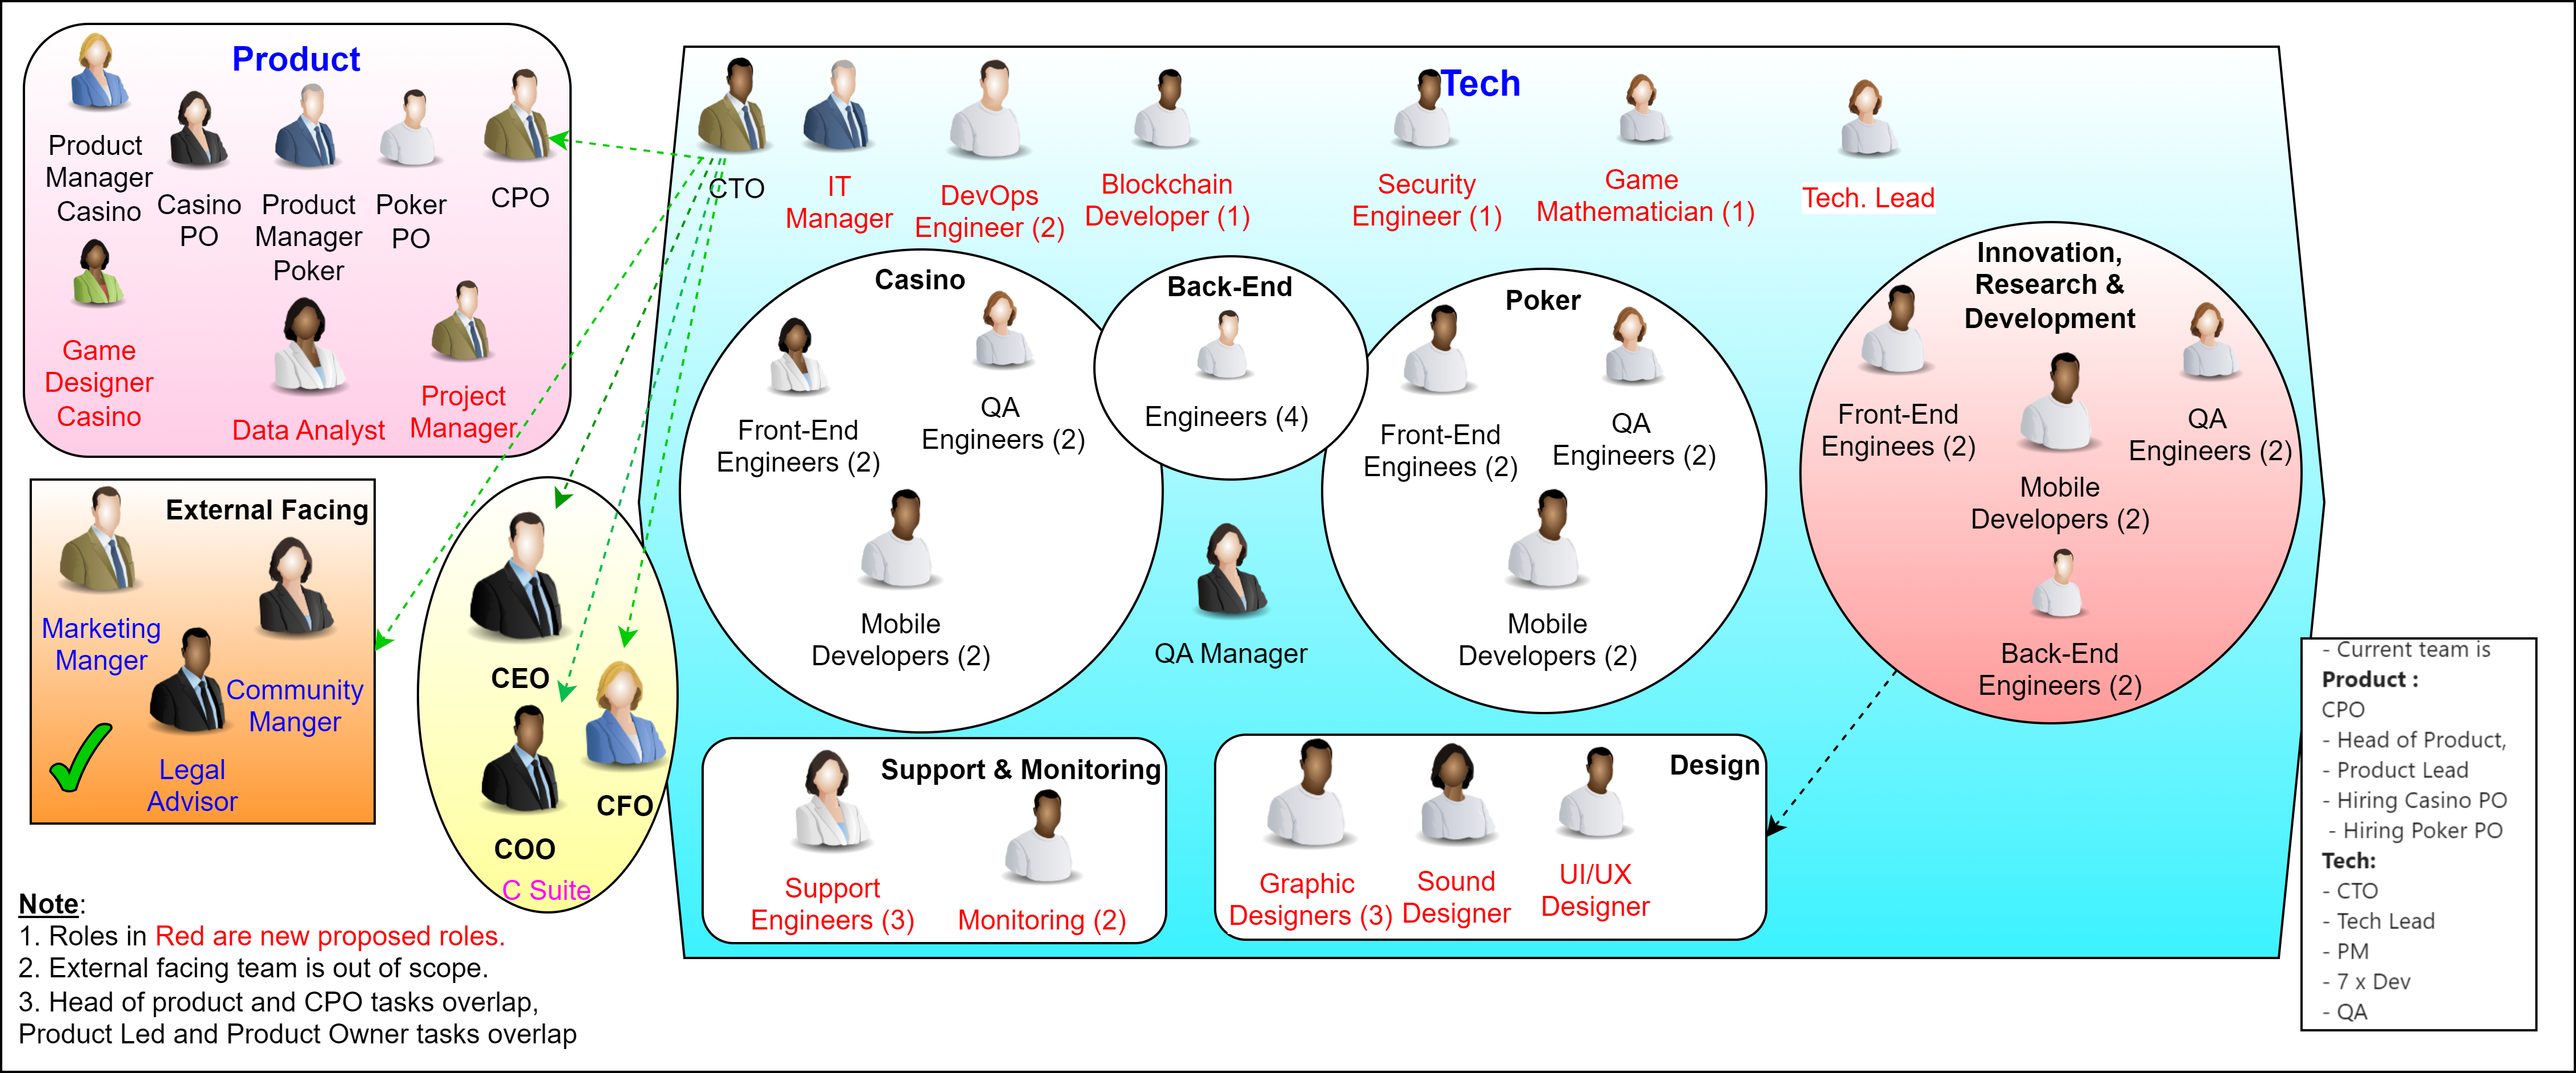 Product
Product
Manager
Casino
Casino
PO
Product
Manager
Poker
Poker
PO
CPO
Game
Designer
Casino
Data Analyst
Project
Manager
External Facing
Marketing
Manger
Community
Manger
Legal
Advisor
CEO
CFO
COO
C Suite
Tech
CTO
IT
Manager
DevOps
Engineer (2)
Blockchain
Developer (1)
Security
Engineer (1)
Game
Mathematician (1)
Tech. Lead
Casino
Front-End
Engineers (2)
QA
Engineers (2)
Mobile
Developers (2)
Back-End
Engineers (4)
QA Manager
Poker
Front-End
Enginees (2)
QA
Engineers (2)
Mobile
Developers (2)
Innovation,
Research &
Development
Front-End
Enginees (2)
QA
Engineers (2)
Mobile
Developers (2)
Back-End
Engineers (2)
Support & Monitoring
Support
Engineers (3)
Monitoring (2)
Design
Graphic
Designers (3)
Sound
Designer
UI/UX
Designer
- Current team is
Product :
CPO
- Head of Product,
- Product Lead
- Hiring Casino PO
- Hiring Poker PO
Tech:
- CTO
- Tech Lead
- PM
- 7 x Dev
- QA
Note:
1. Roles in Red are new proposed roles.
2. External facing team is out of scope.
3. Head of product and CPO tasks overlap,
Product Led and Product Owner tasks overlap